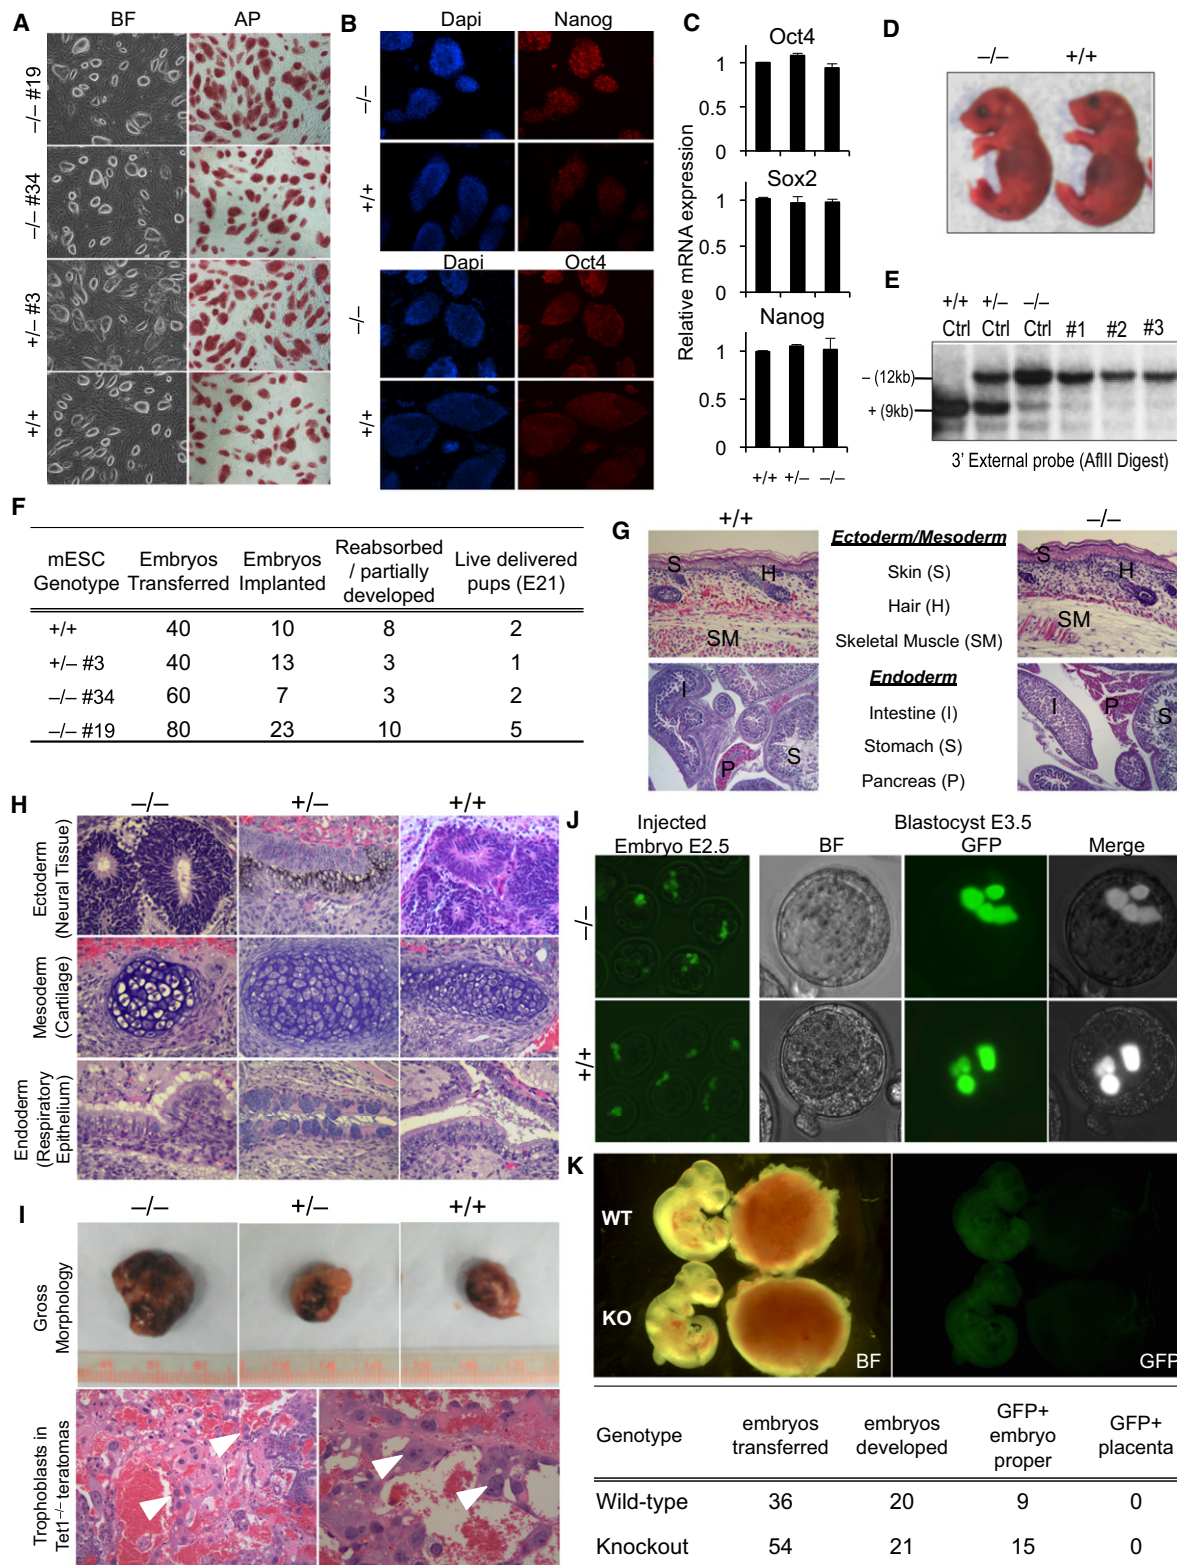 A
BF
AP
–/– #19
–/– #34
+/– #3
+/+
B
Dapi
Nanog
–/–
+/+
Dapi
Oct4
–/–
+/+
C
Relative mRNA expression
Oct4
1
0.5
0
Sox2
1
0.5
0
Nanog
1
0.5
0
+/+ +/– –/–
D
–/–
+/+
E
+/+ +/– –/–
Ctrl Ctrl Ctrl #1 #2 #3
– (12kb)
+ (9kb)
3' External probe (AflII Digest)
F
mESC Genotype
Embryos Transferred
Embryos Implanted
Reabsorbed / partially developed
Live delivered pups (E21)
+/+ 40 10 8 2
+/– #3 40 13 3 1
–/– #34 60 7 3 2
–/– #19 80 23 10 5
G
+/+
–/–
S
H
SM
Ectoderm/Mesoderm
Skin (S)
Hair (H)
Skeletal Muscle (SM)
S
H
SM
I
P
S
Endoderm
Intestine (I)
Stomach (S)
Pancreas (P)
I
P
S
H
–/–
+/–
+/+
Ectoderm (Neural Tissue)
Mesoderm (Cartilage)
Endoderm (Respiratory Epithelium)
I
–/–
+/–
+/+
Gross Morphology
Trophoblasts in Tet1–/– teratomas
J
Injected Embryo E2.5
Blastocyst E3.5
BF
GFP
Merge
–/–
+/+
K
WT
KO
BF
GFP
Genotype
embryos transferred
embryos developed
GFP+ embryo proper
GFP+ placenta
Wild-type 36 20 9 0
Knockout 54 21 15 0